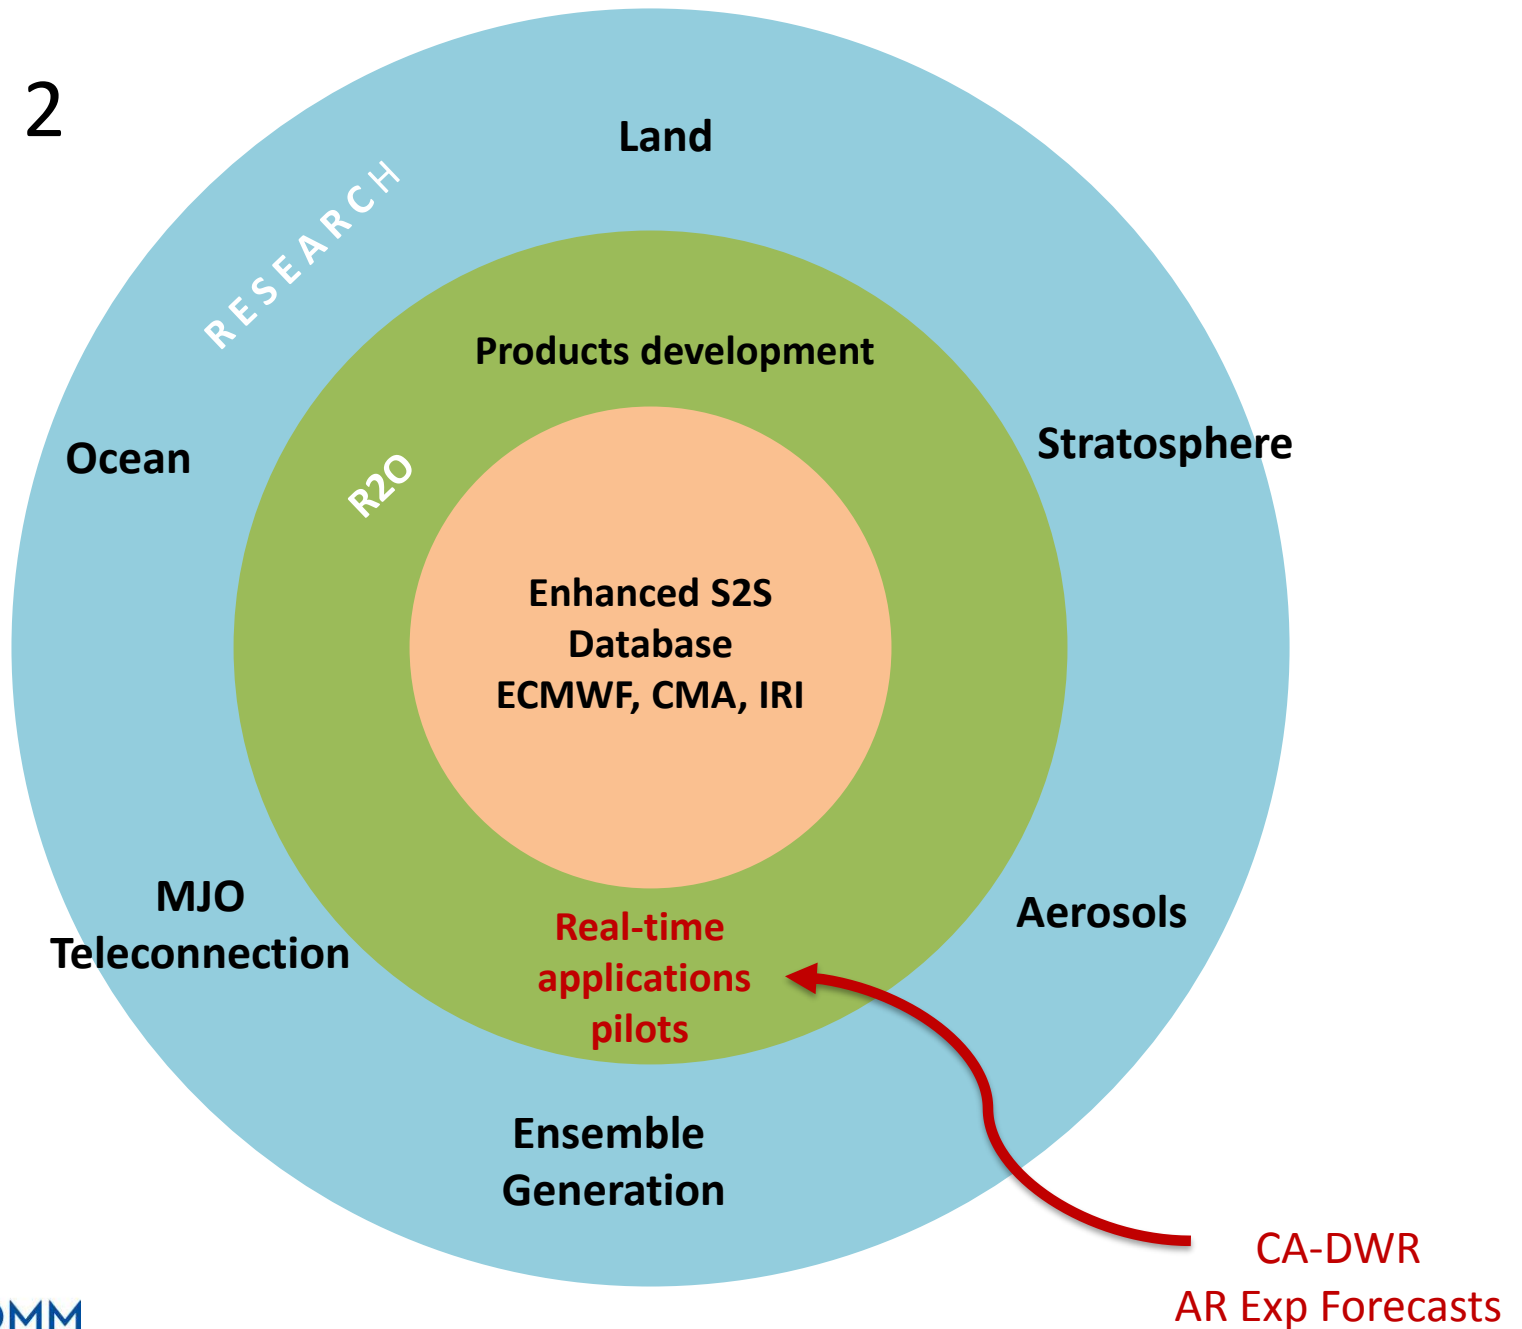 2
Land
RESEARCH
Products development
Ocean
Stratosphere
R2O
Enhanced S2S
Database
ECMWF, CMA, IRI
MJO
Teleconnection
Aerosols
Real-time
applications
pilots
Ensemble
Generation
CA-DWR
AR Exp Forecasts